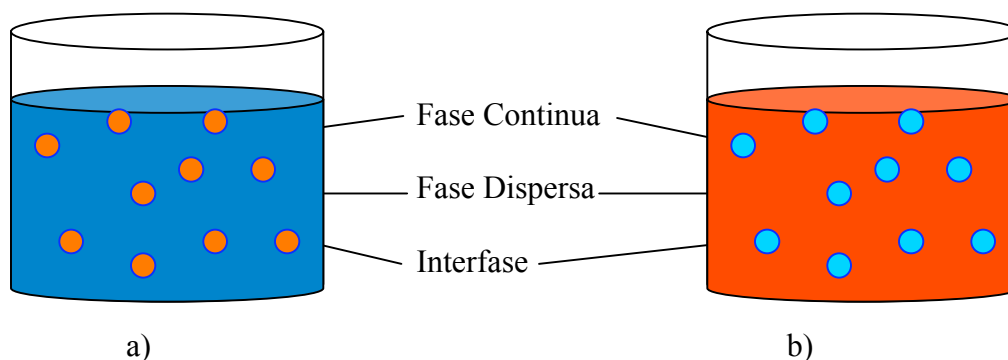 Fase Continua
Fase Dispersa
Interfase
a)
b)